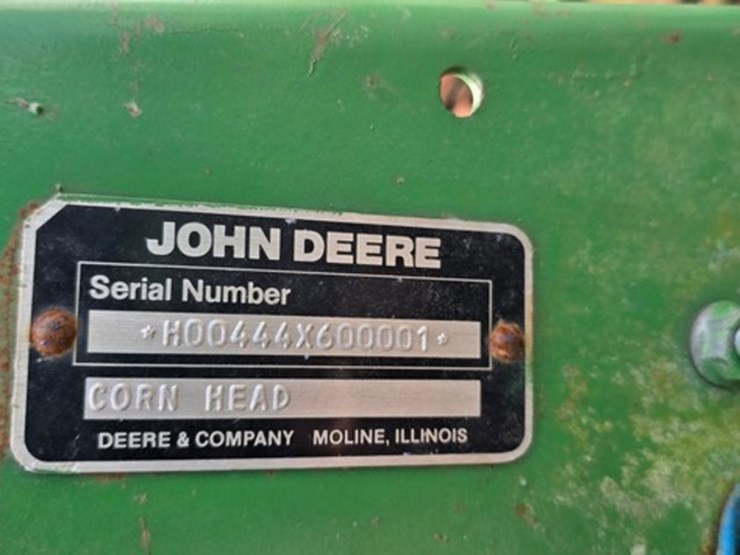 JOHN DEERE
Serial Number
*H00444X600001*
CORN HEAD
DEERE & COMPANY MOLINE, ILLINOIS